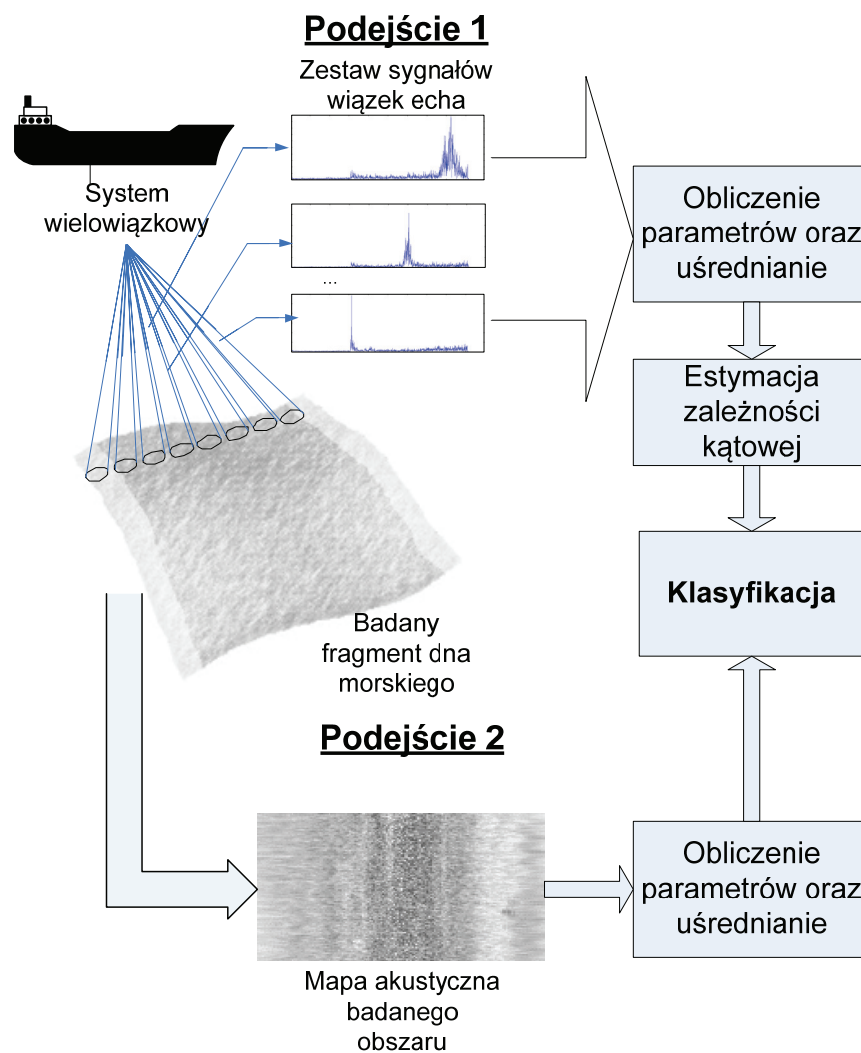 Podejście 1
Zestaw sygnałów
wiązek echa
System
wielowiązkowy
...
Obliczenie
parametrów oraz
uśrednianie
Estymacja
zależności
kątowej
Klasyfikacja
Badany
fragment dna
morskiego
Podejście 2
Mapa akustyczna
badanego
obszaru
Obliczenie
parametrów oraz
uśrednianie